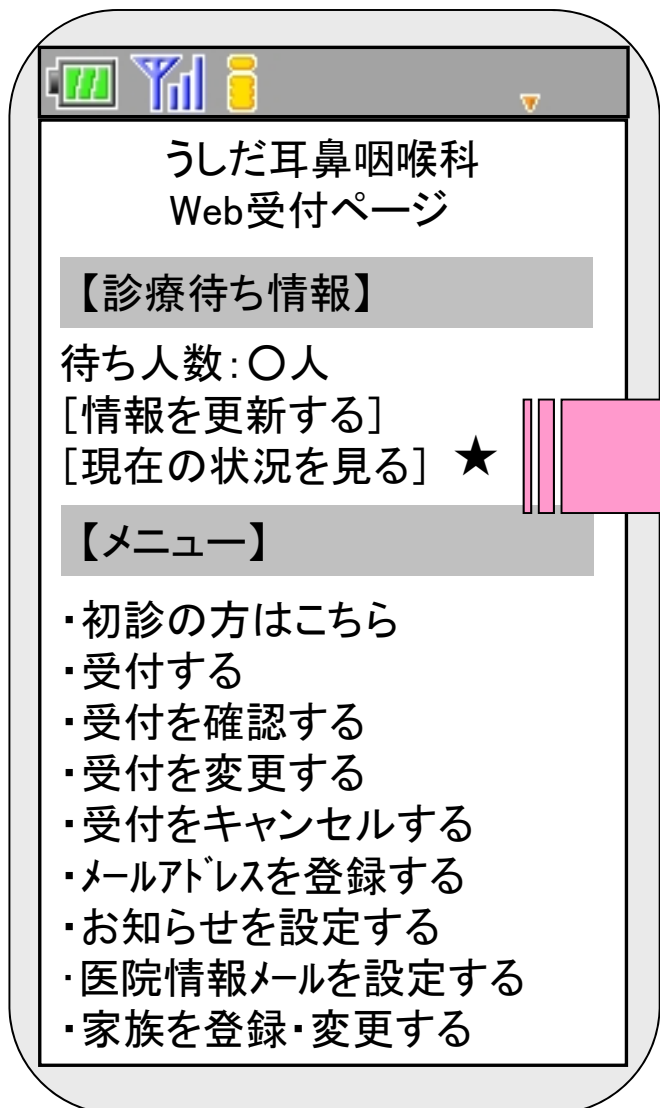 うしだ耳鼻咽喉科
Web受付ページ
【診療待ち情報】
待ち人数:〇人
[情報を更新する]
[現在の状況を見る] ★
【メニュー】
・初診の方はこちら
・受付する
・受付を確認する
・受付を変更する
・受付をキャンセルする
・ﾒｰﾙｱﾄﾞﾚｽを登録する
・お知らせを設定する
・医院情報ﾒｰﾙを設定する
・家族を登録・変更する